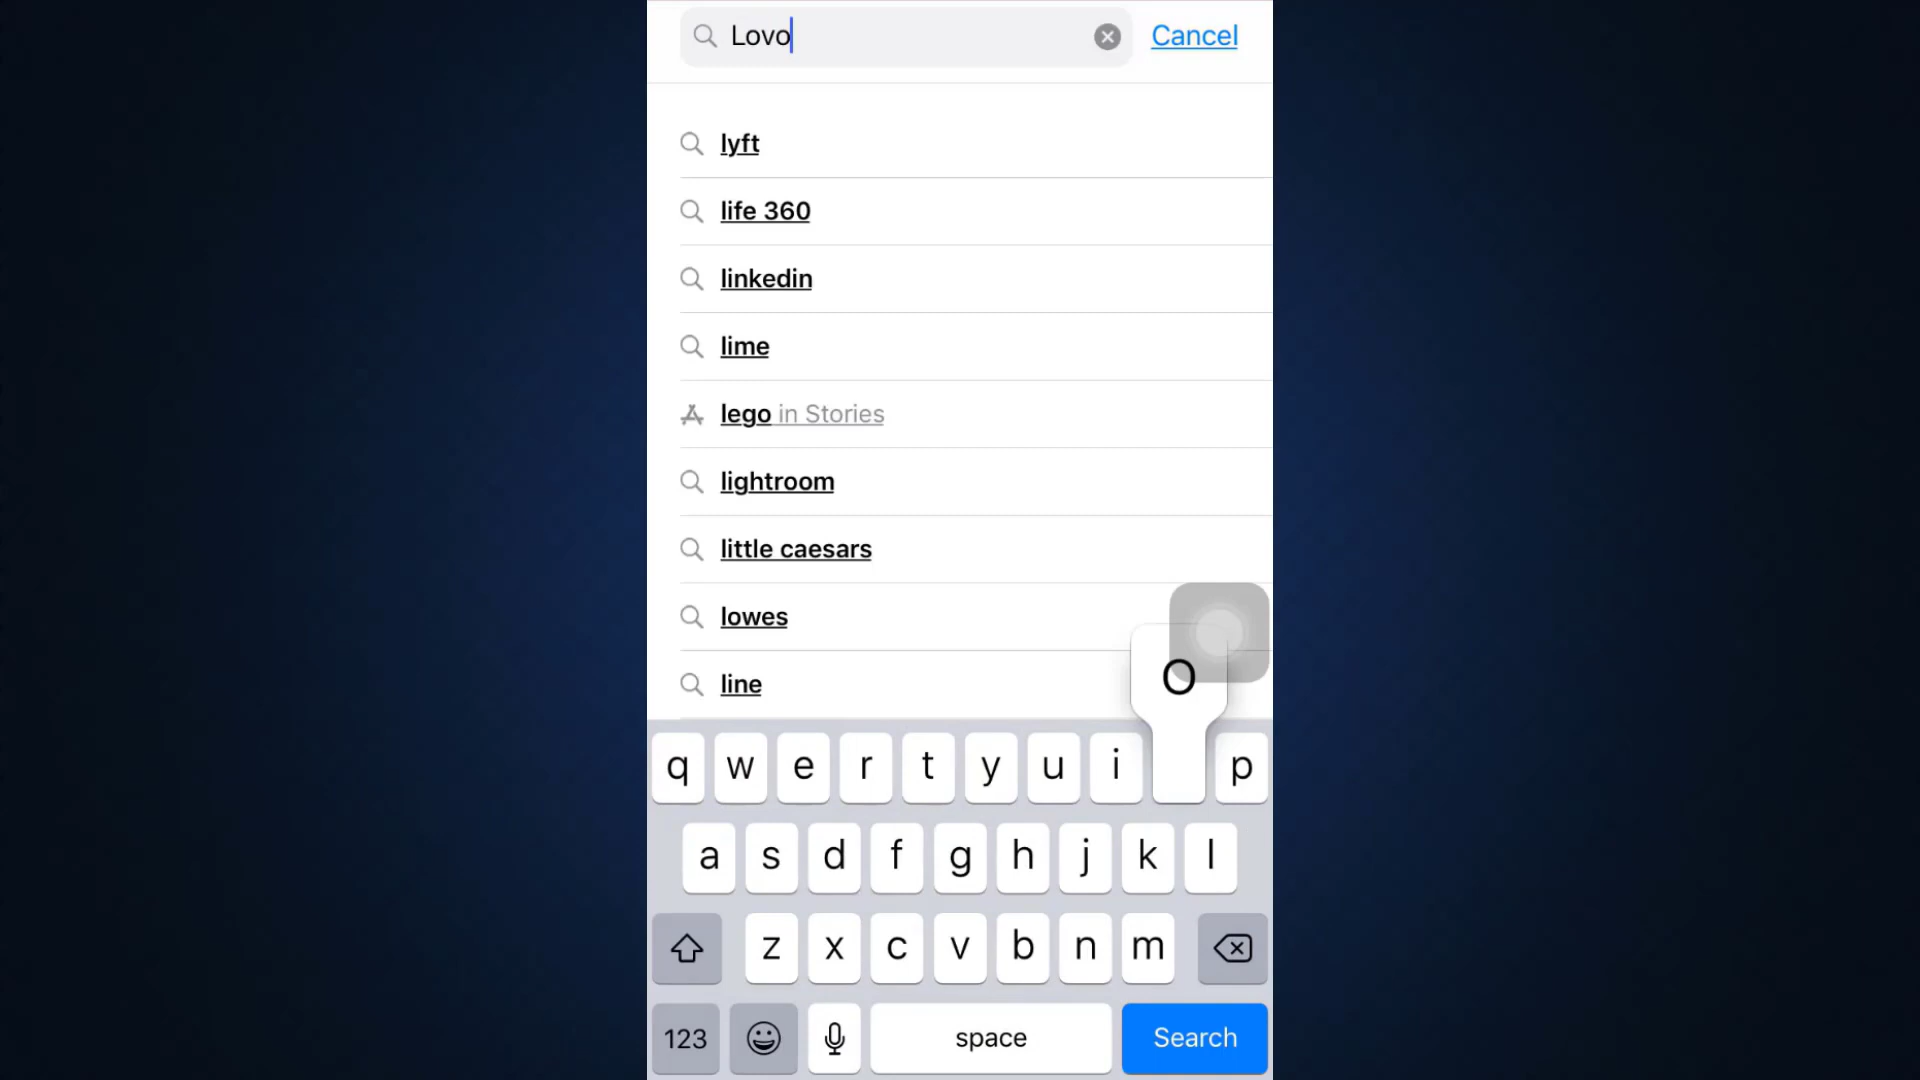 Lovo Cancel
lyft
life 360
linkedin
lime
lego in Stories
lightroom
little caesars
lowes
line
O
q w e r t y u i p
a s d f g h j k l
z x c v b n m
123 space Search